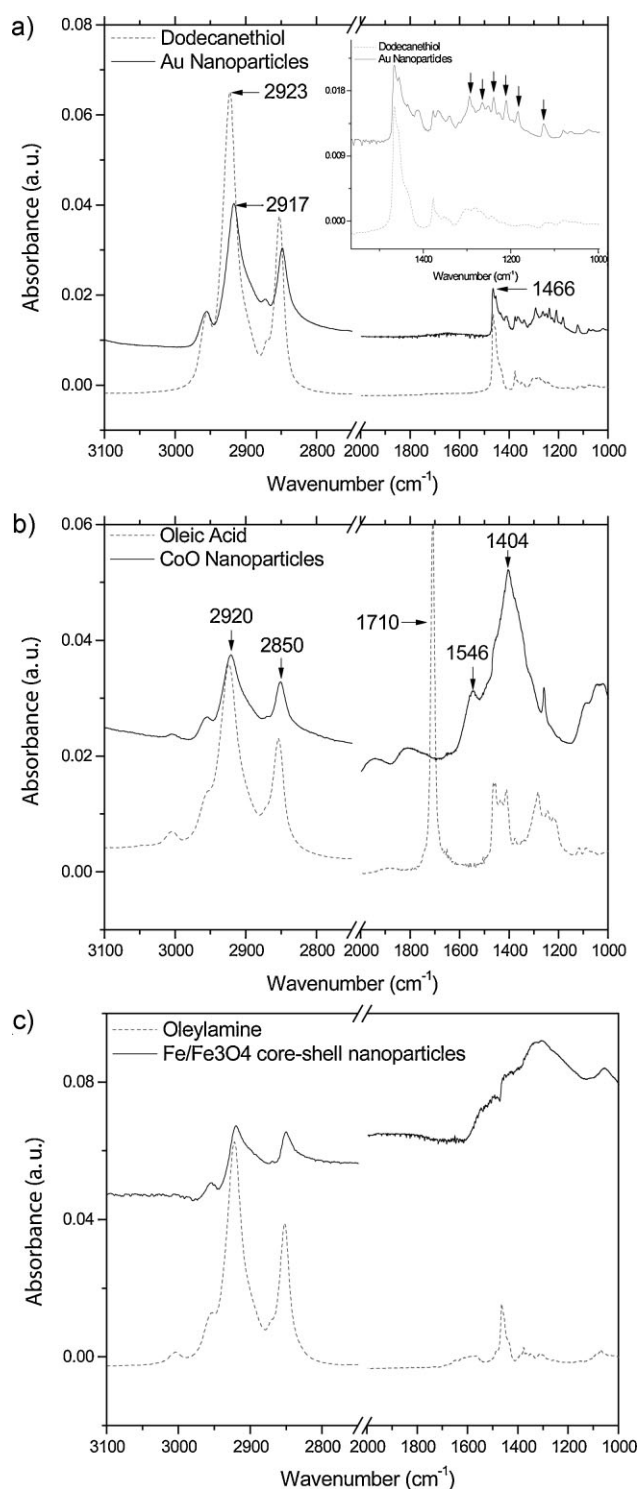 a)
0.08
0.06
0.04
0.02
0.00
Absorbance (a. u.)
Dodecanethiol
Au Nanoparticles
2923
2917
1466
Dodecanethiol
Au Nanoparticles
0.018
0.009
0.000
1400 1200 1000
Wavenumber (cm-1)
3100 3000 2900 2800 2000 1800 1600 1400 1200 1000
Wavenumber (cm-1)
b)
0.06
0.04
0.02
0.00
Absorbance (a. u.)
Oleic Acid
CoO Nanoparticles
2920
2850
1710
1546
1404
3100 3000 2900 2800 2000 1800 1600 1400 1200 1000
Wavenumber (cm-1)
c)
0.08
0.04
0.00
Absorbance (a. u.)
Oleylamine
Fe/Fe3O4 core-shell nanoparticles
3100 3000 2900 2800 2000 1800 1600 1400 1200 1000
Wavenumber (cm-1)